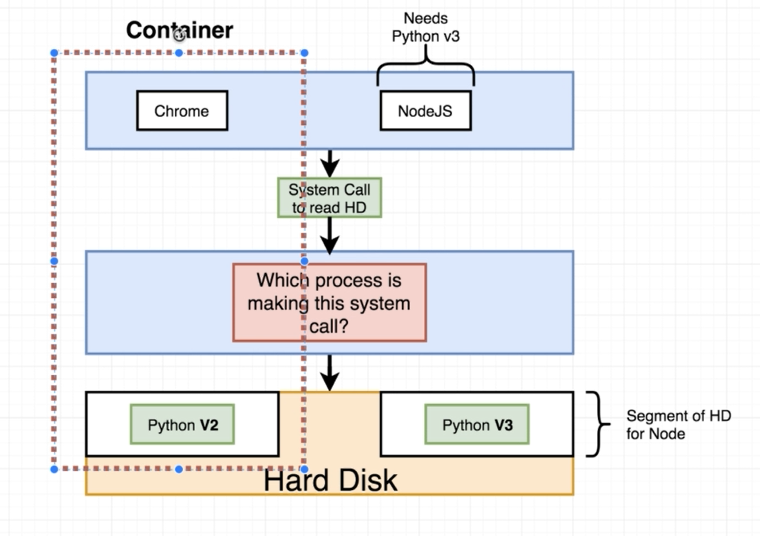 Container
Needs
Python v3
Chrome
NodeJS
System Call
to read HD
Which process is
making this system
call?
Python V2
Python V3
Segment of HD
for Node
Hard Disk